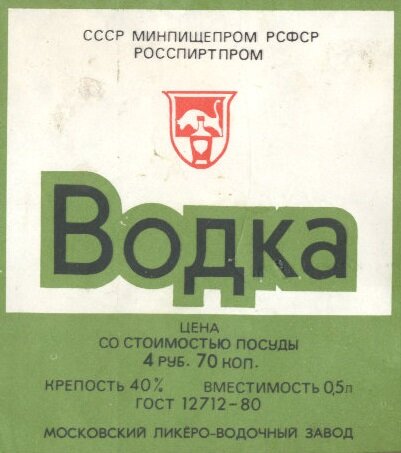 СССР МИНПИЩЕПРОМ РСФСР
РОССПИРТПРОМ
Водка
ЦЕНА
СО СТОИМОСТЬЮ ПОСУДЫ
4 РУБ. 70 КОП.
КРЕПОСТЬ 40% ВМЕСТИМОСТЬ 0,5л
ГОСТ 12712-80
МОСКОВСКИЙ ЛИКЁРО-ВОДОЧНЫЙ ЗАВОД